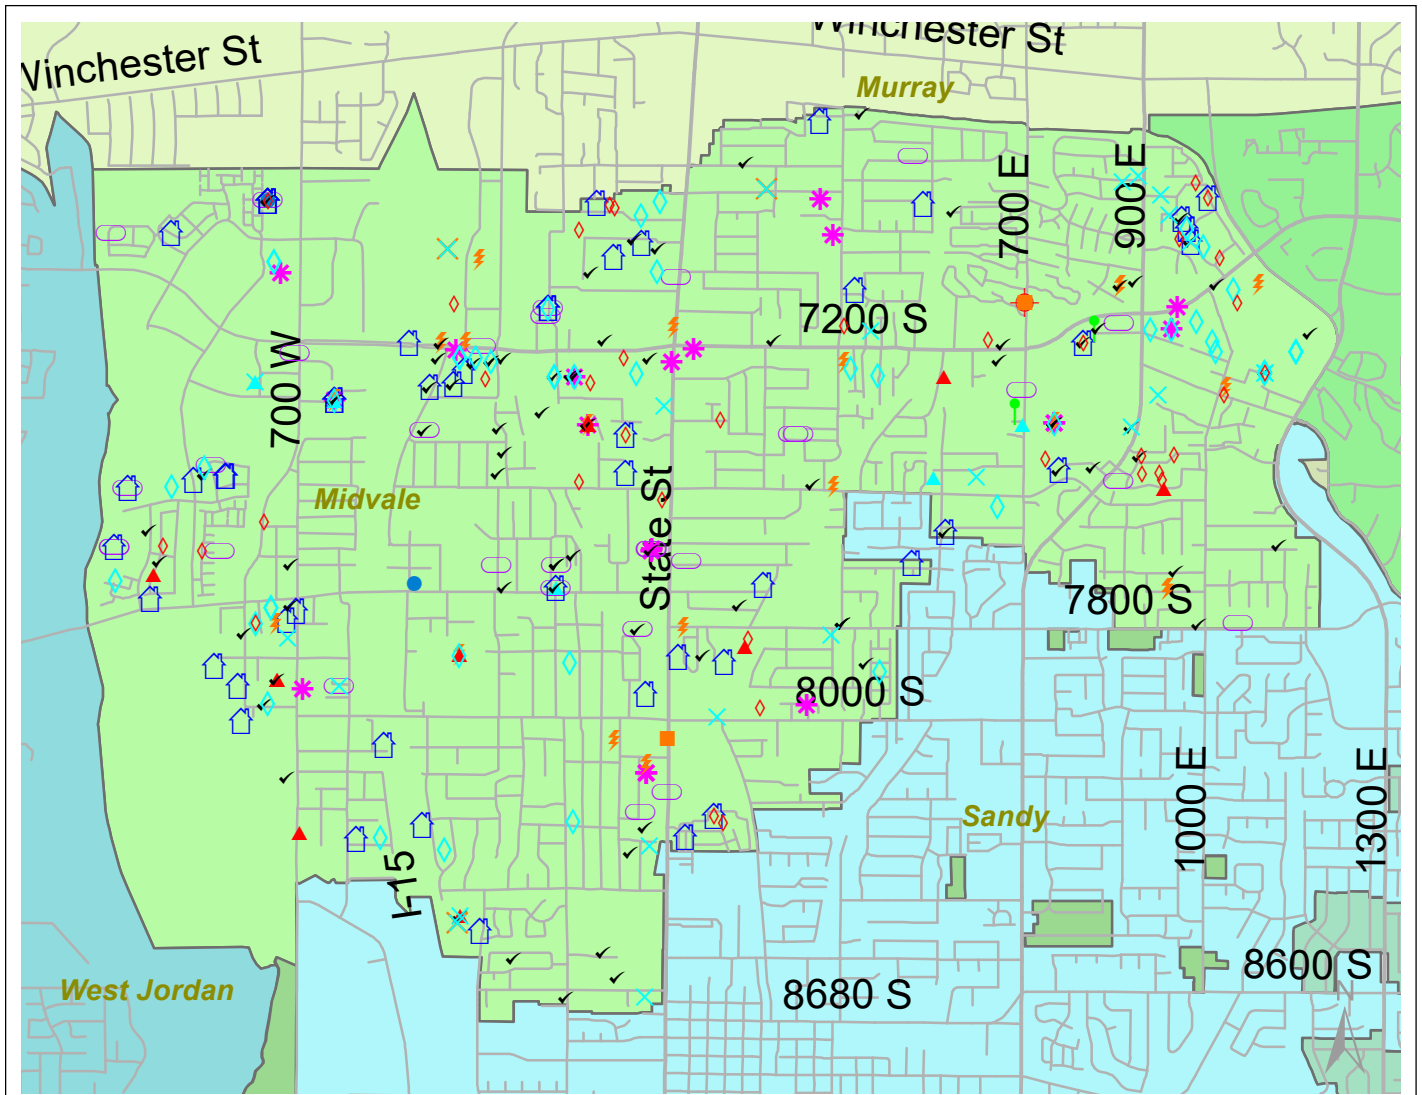 Winchester St
Winchester St
Murray
700 E
900 E
7200 S
700 W
Midvale
State St
7800 S
8000 S
Sandy
1000 E
1300 E
I-15
West Jordan
8680 S
8600 S
N